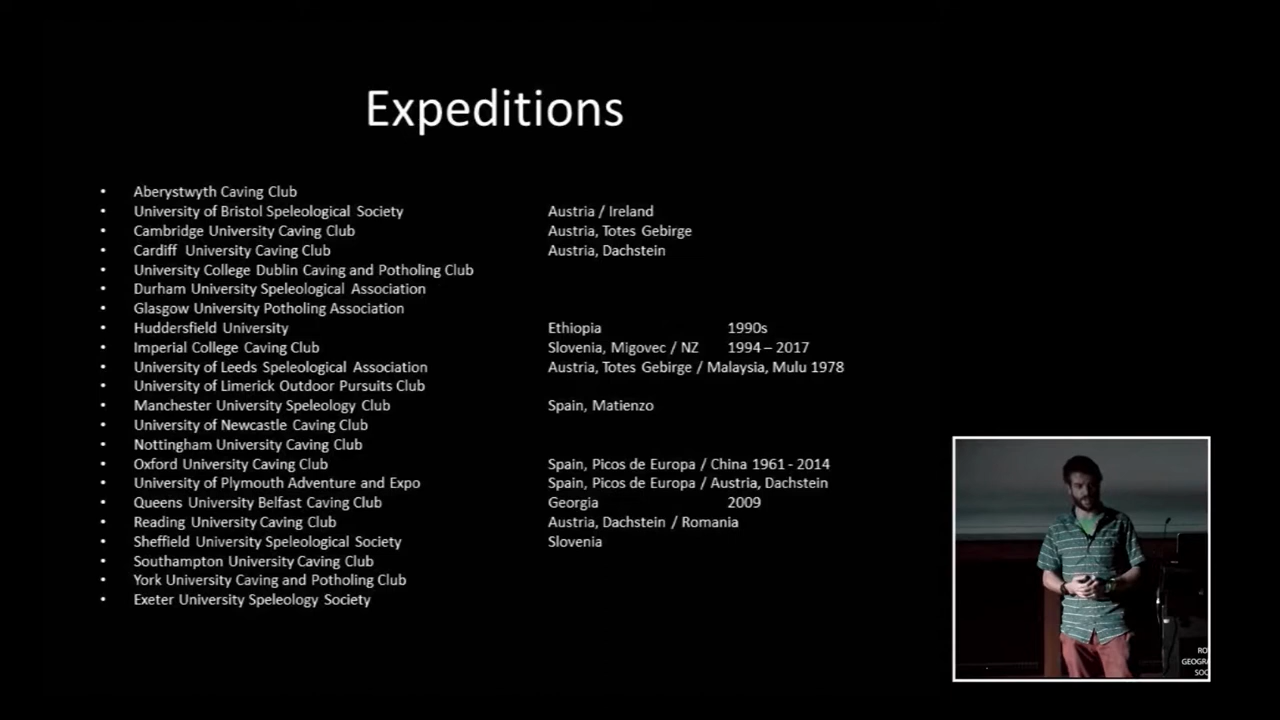 Expeditions
• Aberystwyth Caving Club
• University of Bristol Speleological Society Austria / Ireland
• Cambridge University Caving Club Austria, Totes Gebirge
• Cardiff University Caving Club Austria, Dachstein
• University College Dublin Caving and Potholing Club
• Durham University Speleological Association
• Glasgow University Potholing Association
• Huddersfield University Ethiopia 1990s
• Imperial College Caving Club Slovenia, Migovec / NZ 1994 – 2017
• University of Leeds Speleological Association Austria, Totes Gebirge / Malaysia, Mulu 1978
• University of Limerick Outdoor Pursuits Club
• Manchester University Speleology Club Spain, Matienzo
• University of Newcastle Caving Club
• Nottingham University Caving Club
• Oxford University Caving Club Spain, Picos de Europa / China 1961 - 2014
• University of Plymouth Adventure and Expo Spain, Picos de Europa / Austria, Dachstein
• Queens University Belfast Caving Club Georgia 2009
• Reading University Caving Club Austria, Dachstein / Romania
• Sheffield University Speleological Society Slovenia
• Southampton University Caving Club
• York University Caving and Potholing Club
• Exeter University Speleology Society
RO
GEOGRA
SOC